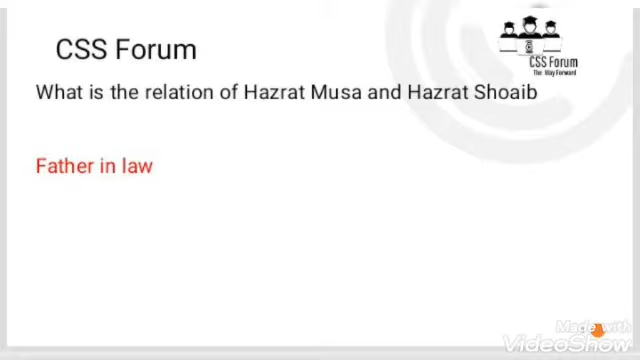 CSS Forum
CSS Forum
The Way Forward
What is the relation of Hazrat Musa and Hazrat Shoaib
Father in law
Made with
VideoShow